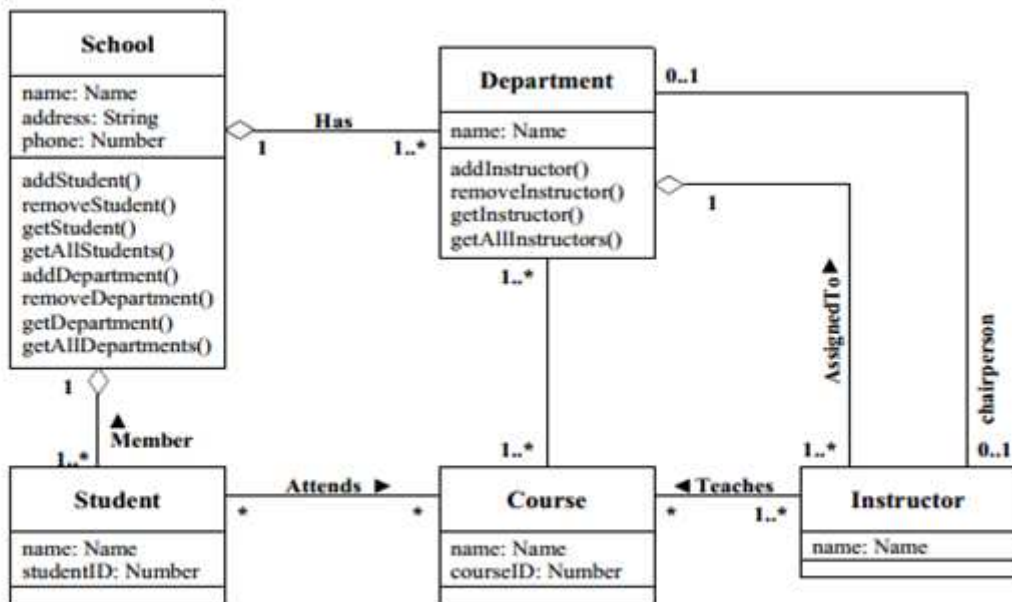 School
name: Name
address: String
phone: Number
addStudent()
removeStudent()
getStudent()
getAllStudents()
addDepartment()
removeDepartment()
getDepartment()
getAllDepartments()
Has
1
1..*
Department
name: Name
addInstructor()
removeInstructor()
getInstructor()
getAllInstructors()
0..1
1
AssignedTo▲
chairperson
1..*
1
▲
Member
1..*
1..*
1..*
0..1
Student
name: Name
studentID: Number
Attends ►
*
*
Course
name: Name
courseID: Number
◄Teaches
*
1..*
Instructor
name: Name